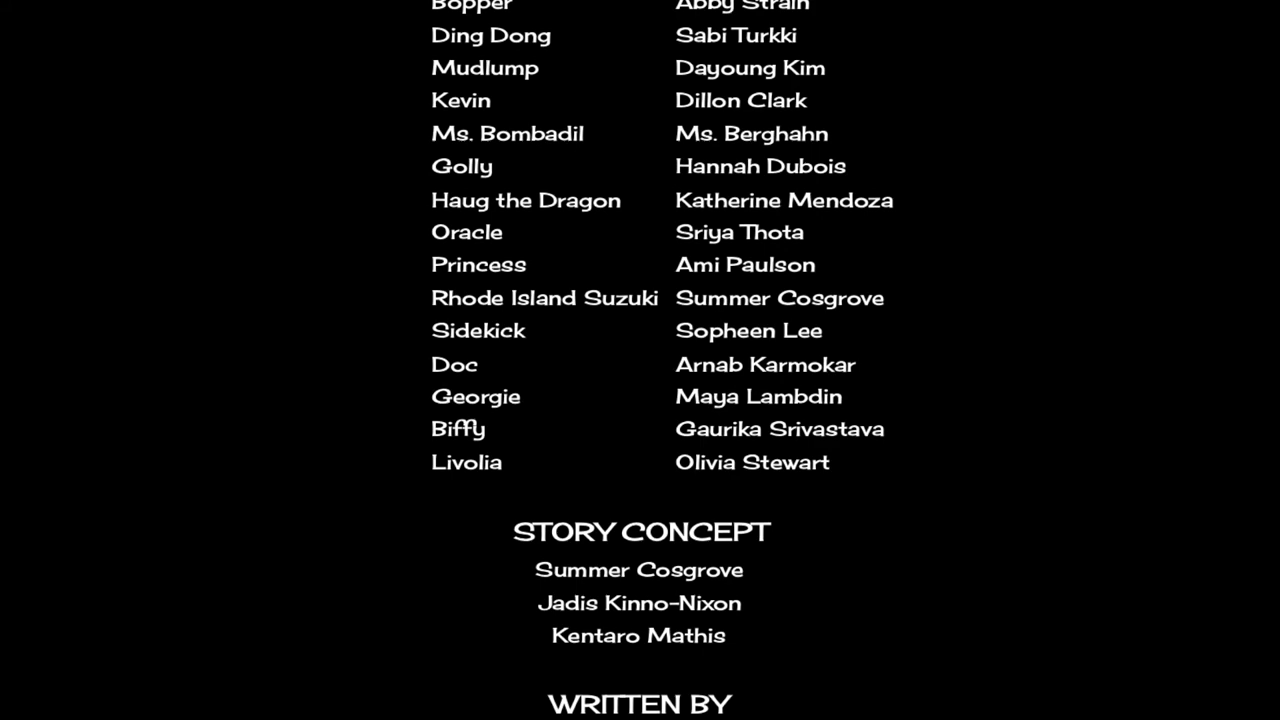 Bopper Abby Strain
Ding Dong Sabi Turkki
Mudlump Dayoung Kim
Kevin Dillon Clark
Ms. Bombadil Ms. Berghahn
Golly Hannah Dubois
Haug the Dragon Katherine Mendoza
Oracle Sriya Thota
Princess Ami Paulson
Rhode Island Suzuki Summer Cosgrove
Sidekick Sopheen Lee
Doc Arnab Karmokar
Georgie Maya Lambdin
Biffy Gaurika Srivastava
Livolia Olivia Stewart
STORY CONCEPT
Summer Cosgrove
Jadis Kinno-Nixon
Kentaro Mathis
WRITTEN BY